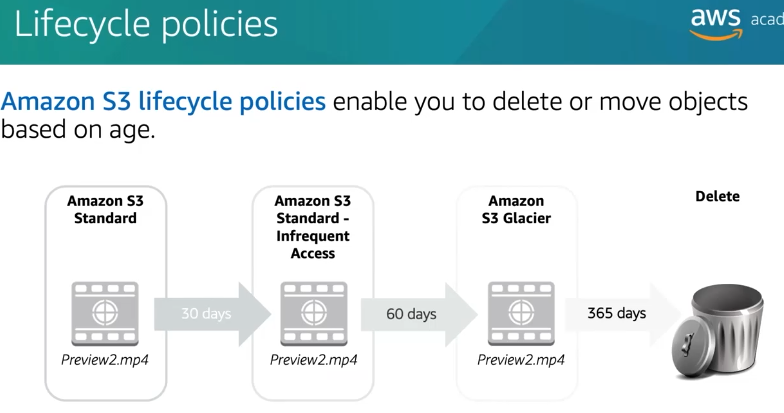 Lifecycle policies
aws acad
Amazon S3 lifecycle policies enable you to delete or move objects
based on age.
Amazon S3
Standard
Amazon S3
Standard -
Infrequent
Access
Amazon
S3 Glacier
Delete
30 days
60 days
365 days
Preview2.mp4
Preview2.mp4
Preview2.mp4